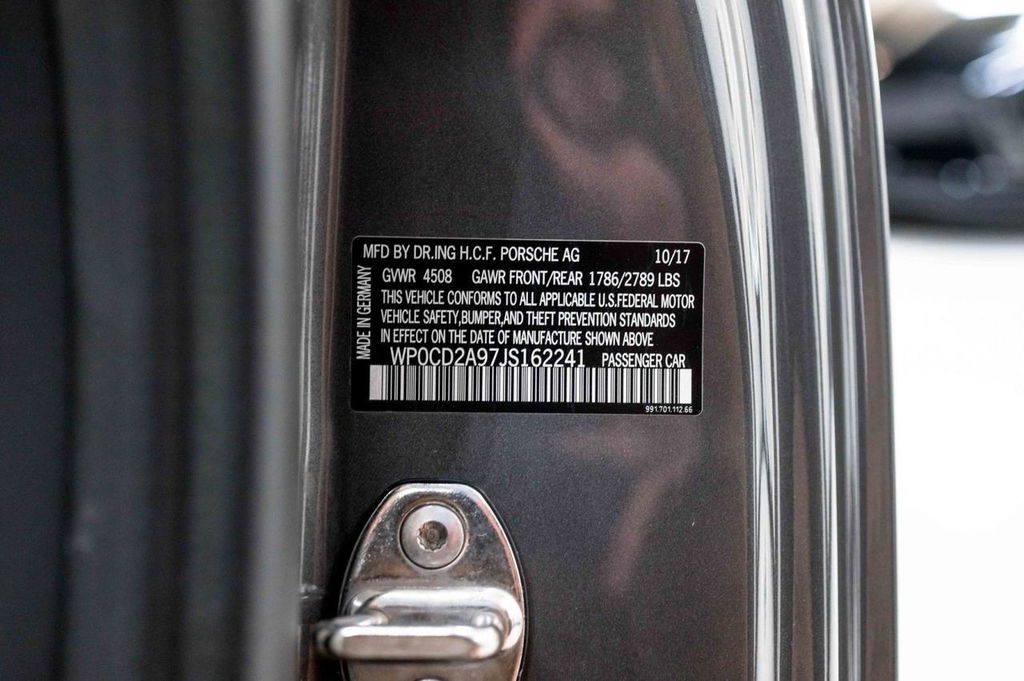 MFD BY DR.ING H.C.F. PORSCHE AG 10/17
GVWR 4508 GAWR FRONT/REAR 1786/2789 LBS
THIS VEHICLE CONFORMS TO ALL APPLICABLE U.S.FEDERAL MOTOR
VEHICLE SAFETY,BUMPER,AND THEFT PREVENTION STANDARDS
IN EFFECT ON THE DATE OF MANUFACTURE SHOWN ABOVE
WP0CD2A97JS162241 PASSENGER CAR
991.701.112.66
MADE IN GERMANY